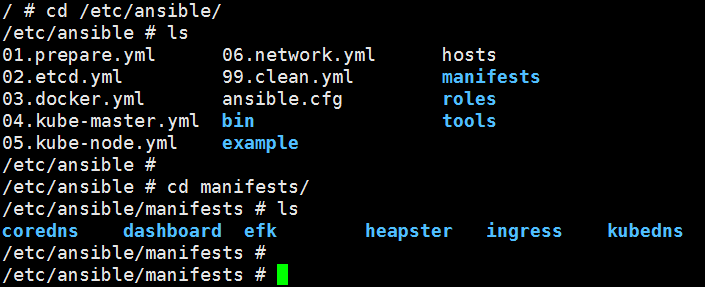 / # cd /etc/ansible/
/etc/ansible # ls
01.prepare.yml 06.network.yml hosts
02.etcd.yml 99.clean.yml manifests
03.docker.yml ansible.cfg roles
04.kube-master.yml bin tools
05.kube-node.yml example
/etc/ansible #
/etc/ansible # cd manifests/
/etc/ansible/manifests # ls
coredns dashboard efk heapster ingress kubedns
/etc/ansible/manifests #
/etc/ansible/manifests #